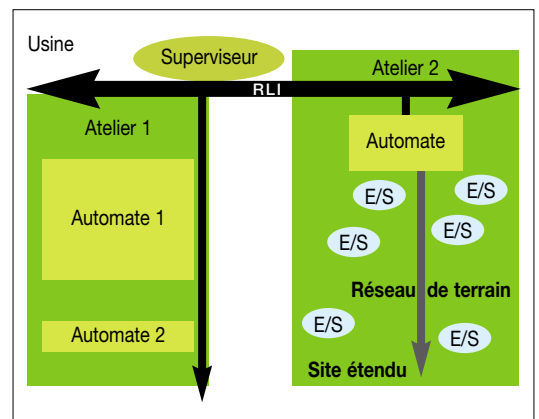 Usine
Superviseur
RLI
Atelier 1
Automate 1
Automate 2
Atelier 2
Automate
E/S
E/S
E/S
E/S
Réseau de terrain
E/S
E/S
Site étendu